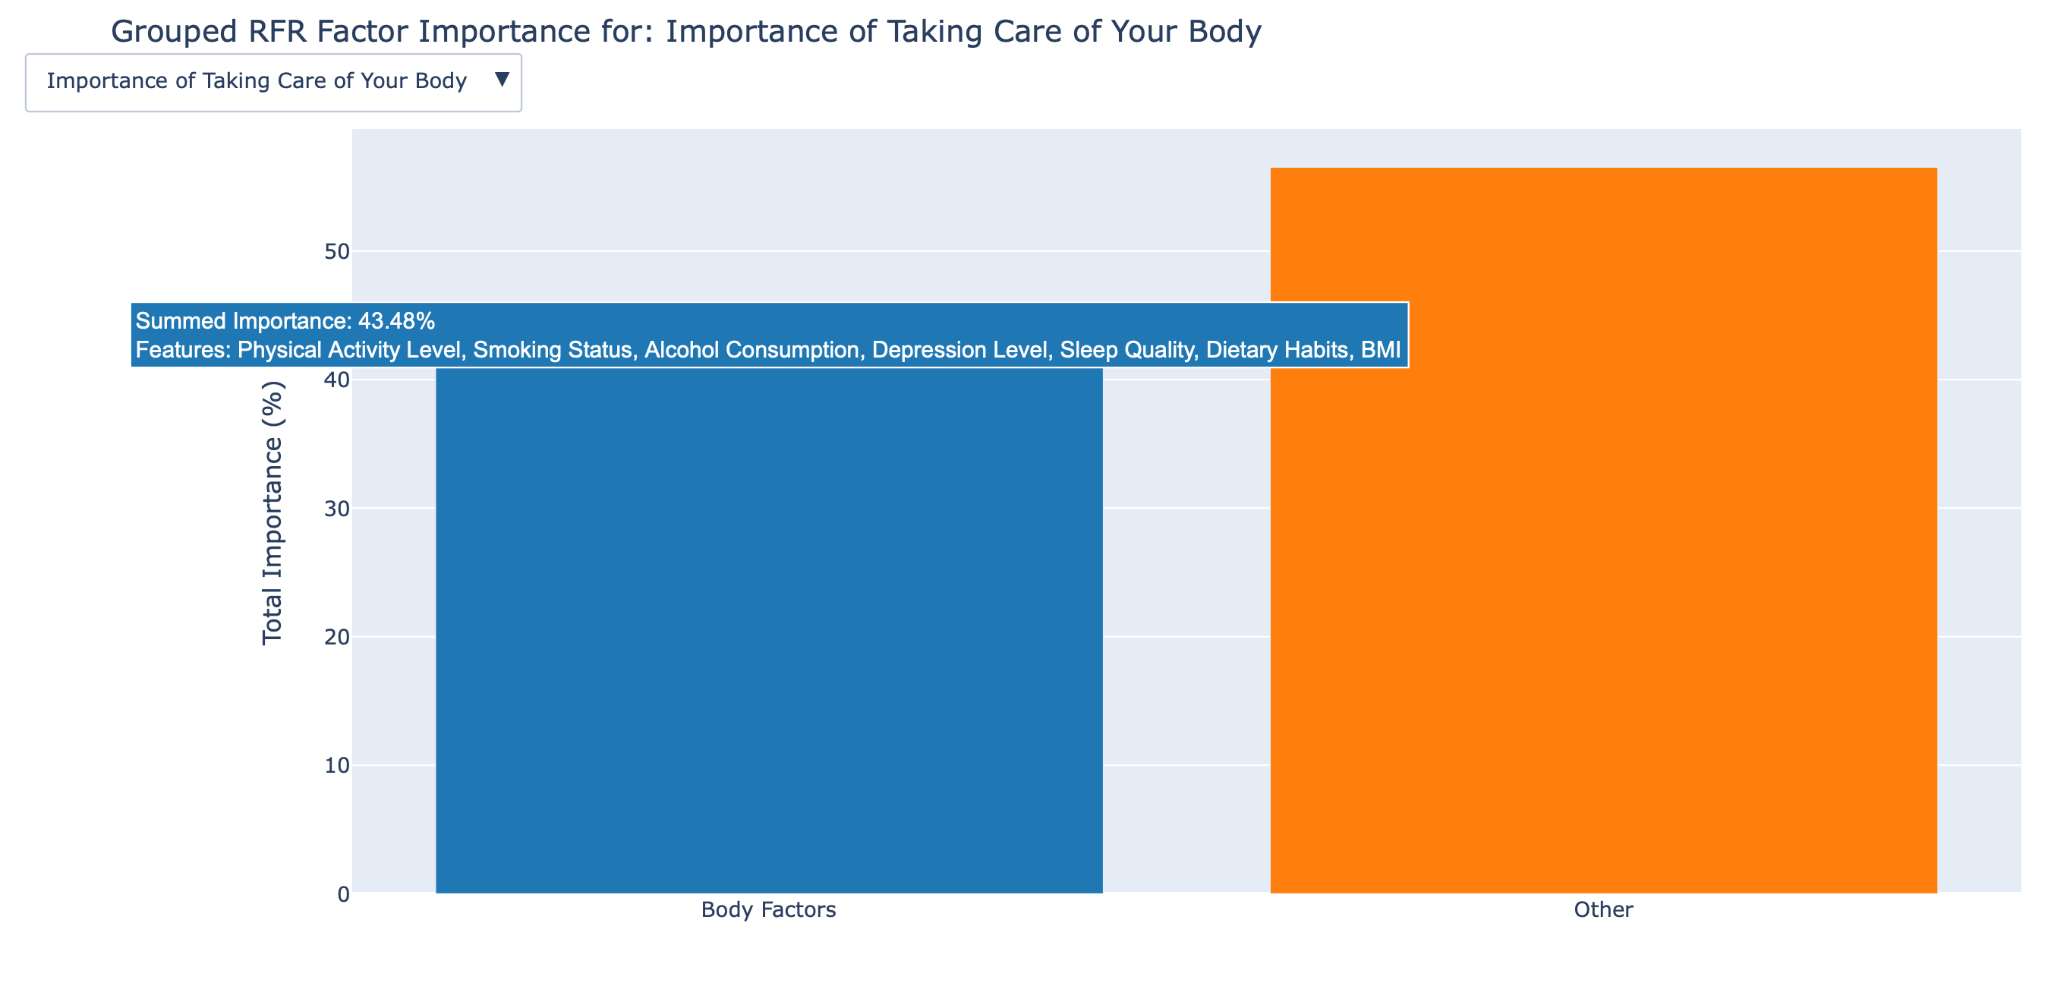 Grouped RFR Factor Importance for: Importance of Taking Care of Your Body
Importance of Taking Care of Your Body ▼
50
Summed Importance: 43.48%
Features: Physical Activity Level, Smoking Status, Alcohol Consumption, Depression Level, Sleep Quality, Dietary Habits, BMI
40
Total Importance (%)
30
20
10
0
Body Factors
Other